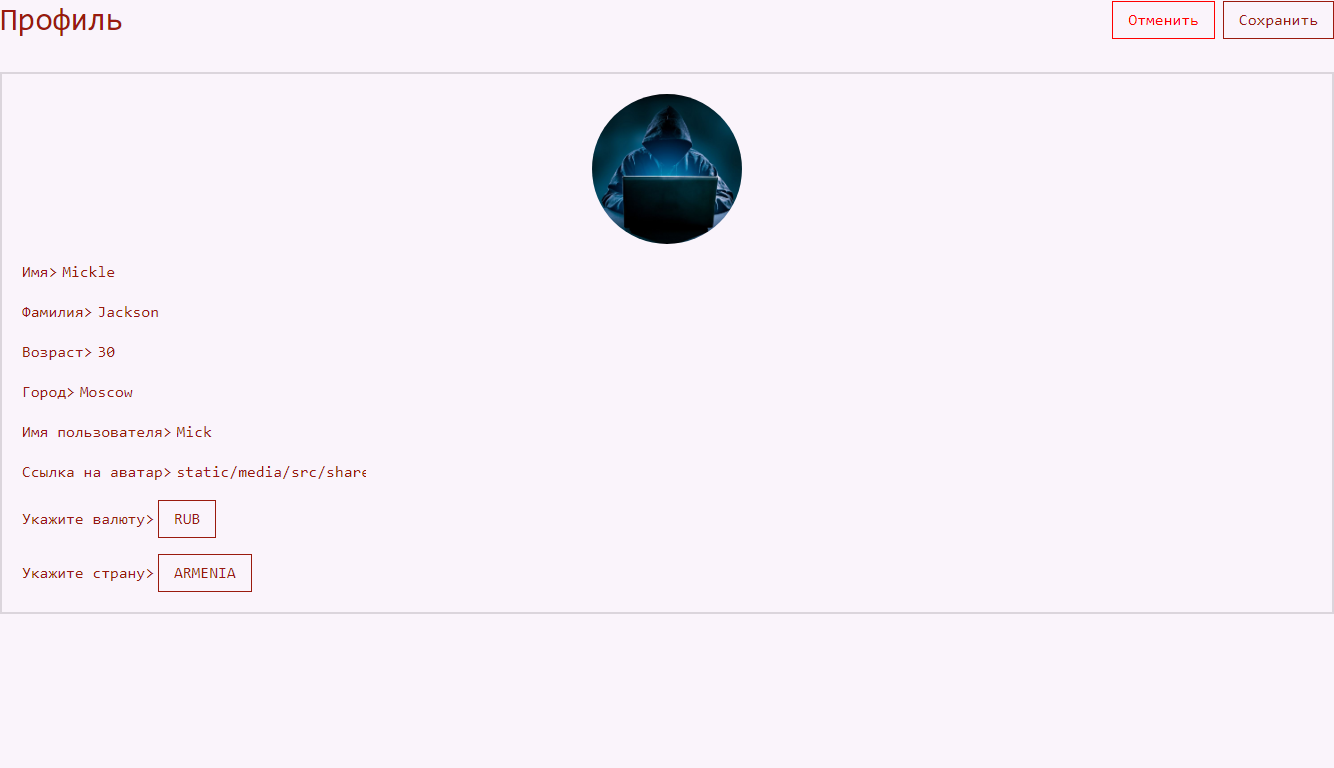 Профиль
Отменить Сохранить
Имя> Mickle
Фамилия> Jackson
Возраст> 30
Город> Moscow
Имя пользователя> Mick
Ссылка на аватар> static/media/src/share
Укажите валюту> RUB
Укажите страну> ARMENIA